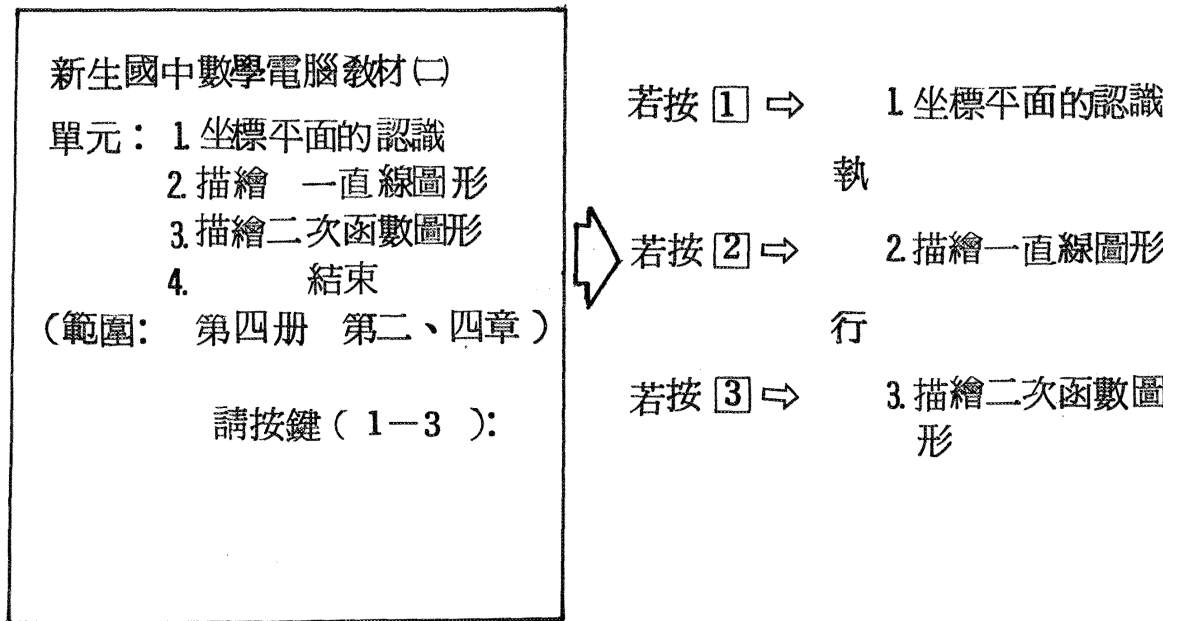 新生國中數學電腦教材㈡
單元：1.坐標平面的認識
2.描繪 一直線圖形
3.描繪二次函數圖形
4. 結束
（範圍： 第四册 第二、四章）
請按鍵（1－3）：
若按 1 ⇨ 1.坐標平面的認識
執
若按 2 ⇨ 2.描繪一直線圖形
行
若按 3 ⇨ 3.描繪二次函數圖
形